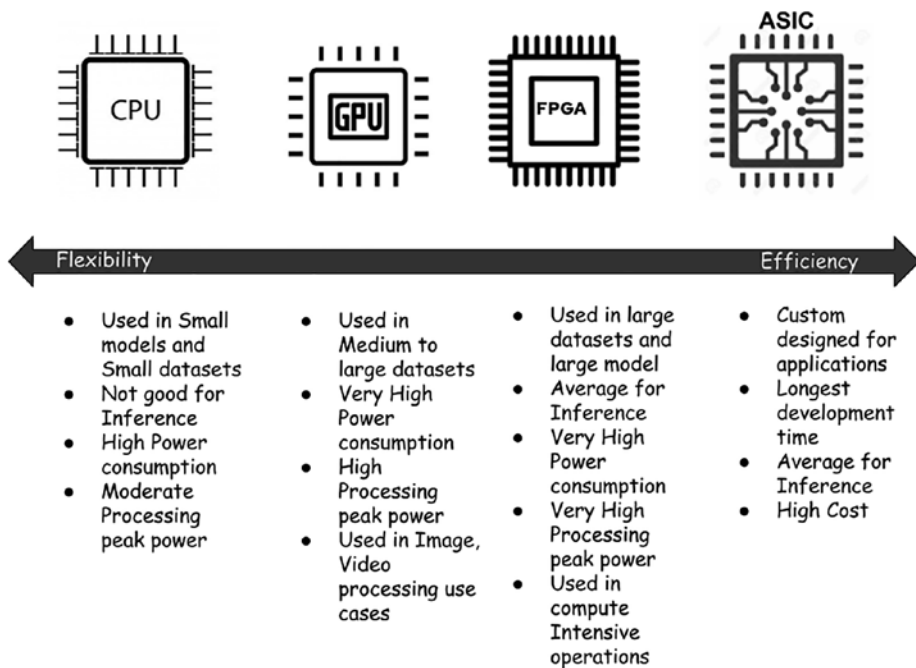 CPU
GPU
FPGA
ASIC
Flexibility
Efficiency
• Used in Small
models and
Small datasets
• Not good for
Inference
• High Power
consumption
• Moderate
Processing
peak power
• Used in
Medium to
large datasets
• Very High
Power
consumption
• High
Processing
peak power
• Used in Image,
Video
processing use
cases
• Used in large
datasets and
large model
• Average for
Inference
• Very High
Power
consumption
• Very High
Processing
peak power
• Used in
compute
Intensive
operations
• Custom
designed for
applications
• Longest
development
time
• Average for
Inference
• High Cost